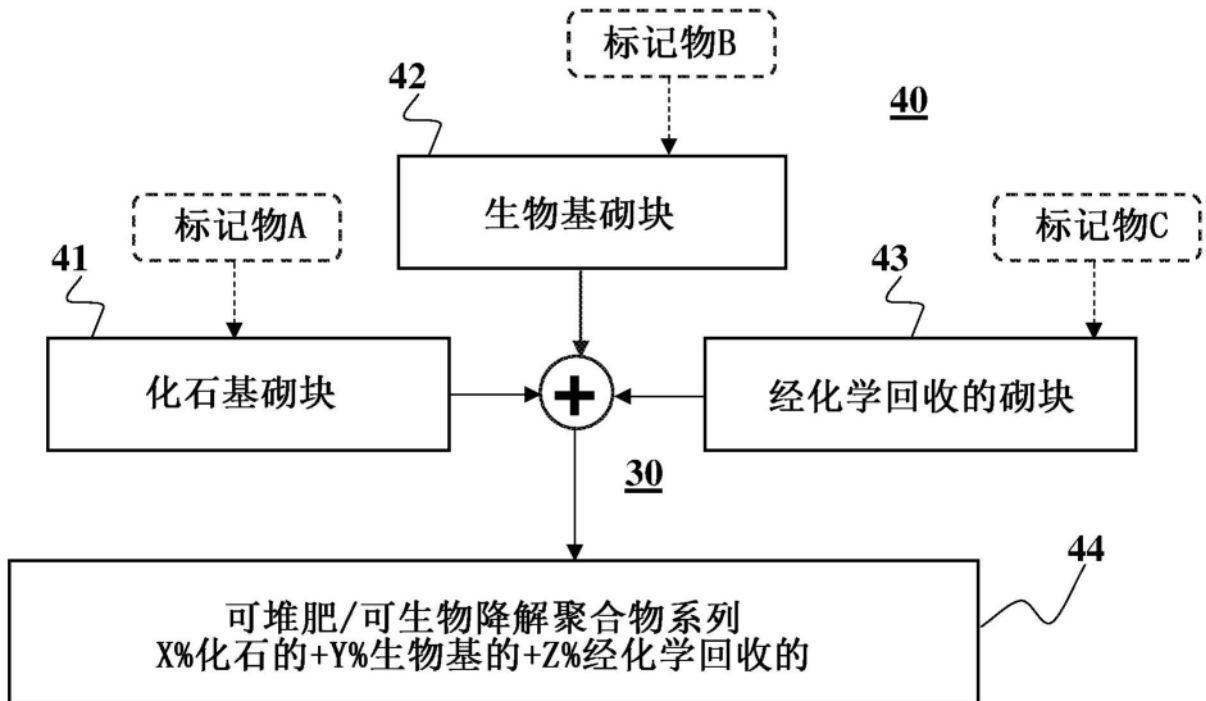 标记物B
42
40
生物基砌块
标记物A
标记物C
41
43
化石基砌块
+
经化学回收的砌块
30
44
可堆肥/可生物降解聚合物系列
X%化石的+Y%生物基的+Z%经化学回收的